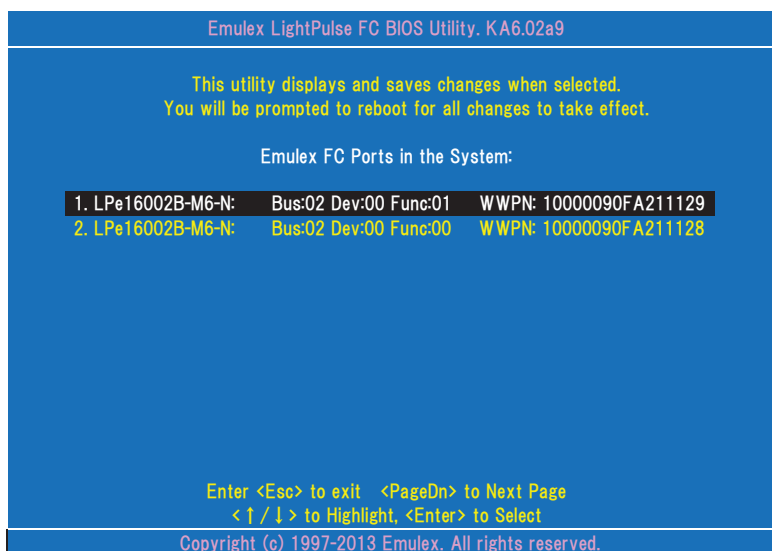 Emulex LightPulse FC BIOS Utility. KA6.02a9
This utility displays and saves changes when selected.
You will be prompted to reboot for all changes to take effect.
Emulex FC Ports in the System:
1. LPe16002B-M6-N: Bus:02 Dev:00 Func:01 WWPN: 10000090FA211129
2. LPe16002B-M6-N: Bus:02 Dev:00 Func:00 WWPN: 10000090FA211128
Enter <Esc> to exit <PageDn> to Next Page
<↑/↓> to Highlight, <Enter> to Select
Copyright (c) 1997-2013 Emulex. All rights reserved.